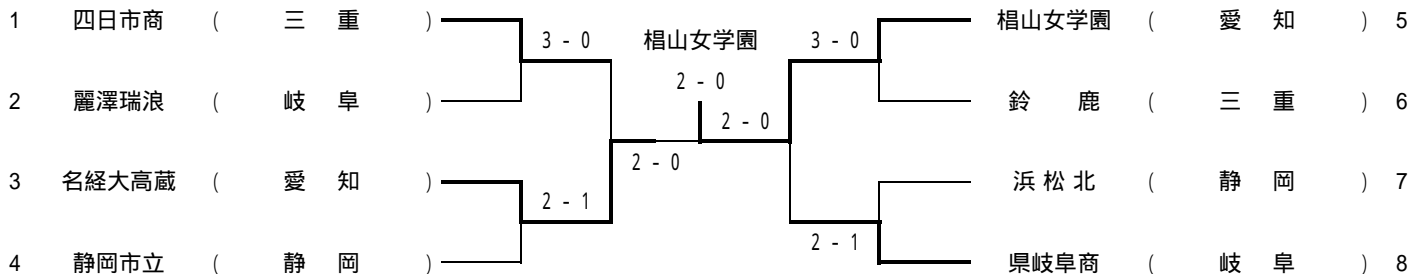 1 四日市商 ( 三 重 ) 3 - 0 椙山女学園 3 - 0 椙山女学園 ( 愛 知 ) 5
2 - 0
2 麗澤瑞浪 ( 岐 阜 ) 鈴 鹿 ( 三 重 ) 6
2 - 0
2 - 0
3 名経大高蔵 ( 愛 知 ) 浜 松 北 ( 静 岡 ) 7
2 - 1
2 - 1
4 静岡市立 ( 静 岡 ) 県岐阜商 ( 岐 阜 ) 8